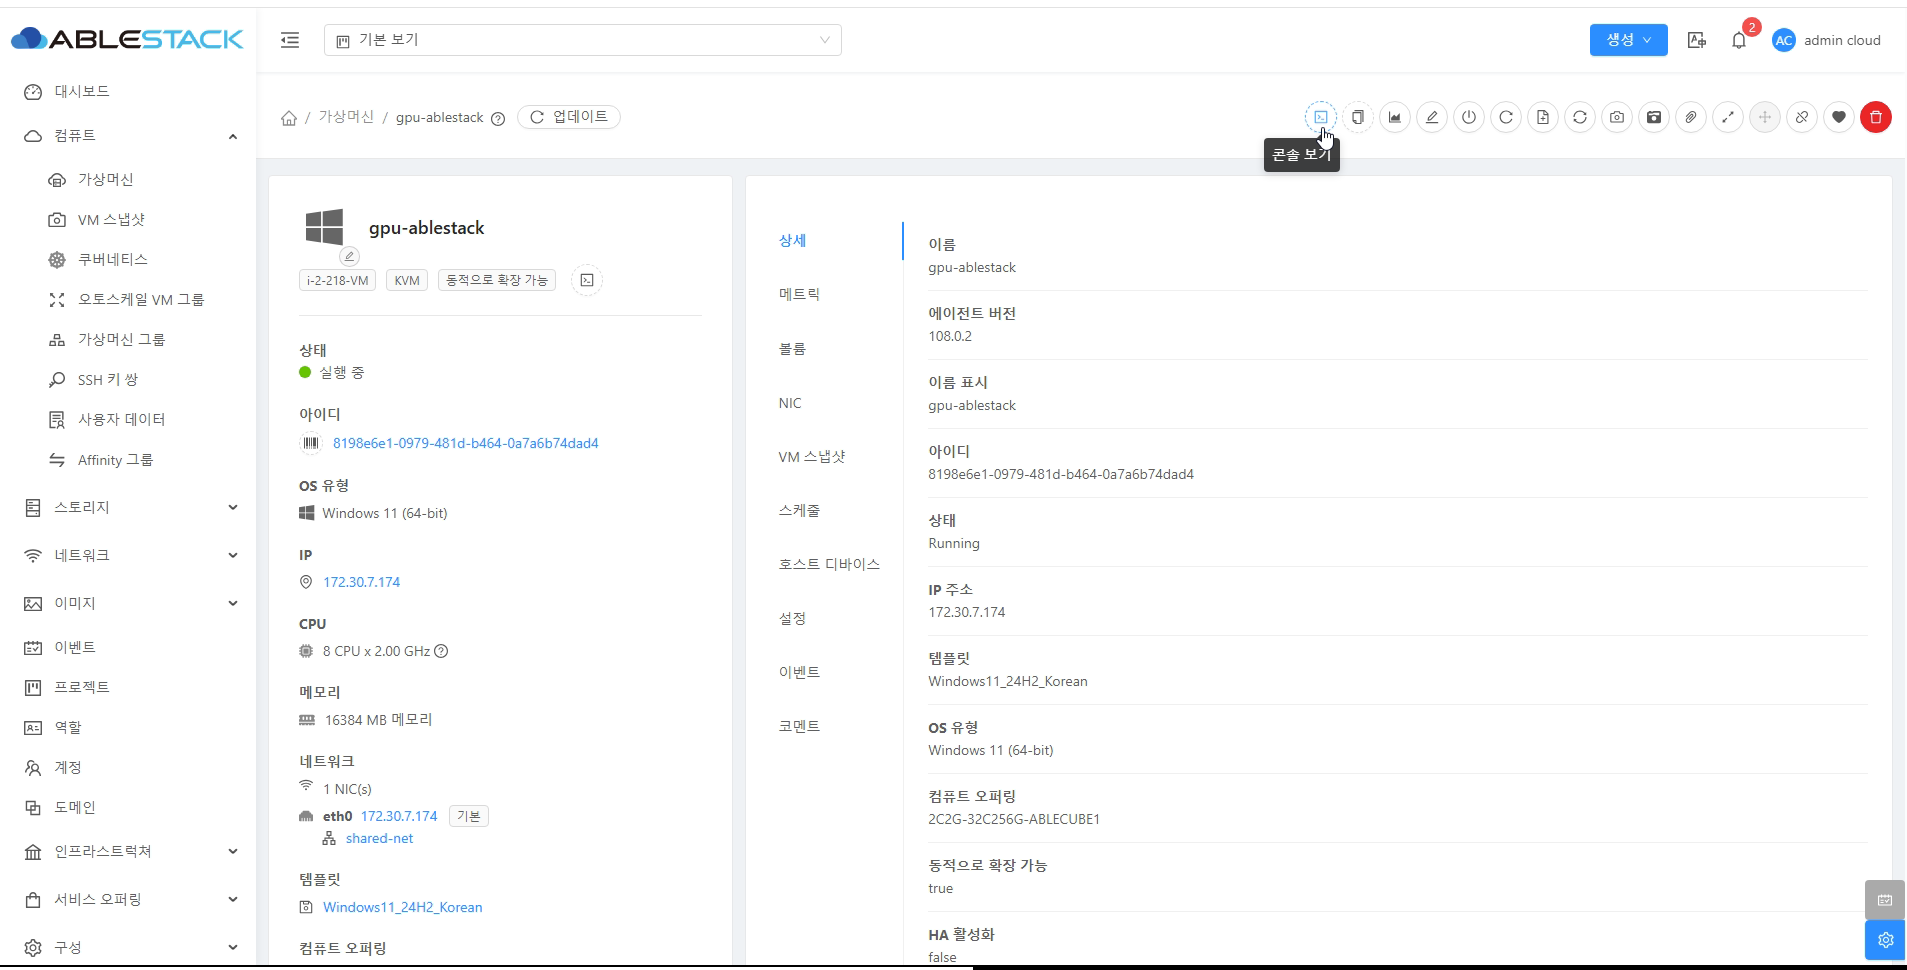 ABLESTACK
기본 보기
생성
2
AC
admin cloud
대시보드
컴퓨트
가상머신
VM 스냅샷
쿠버네티스
오토스케일 VM 그룹
가상머신 그룹
SSH 키 쌍
사용자 데이터
Affinity 그룹
스토리지
네트워크
이미지
이벤트
프로젝트
역할
계정
도메인
인프라스트럭쳐
서비스 오퍼링
구성
/ 가상머신 / gpu-ablestack
업데이트
콘솔 보기
gpu-ablestack
i-2-218-VM
KVM
동적으로 확장 가능
상태
실행 중
아이디
8198e6e1-0979-481d-b464-0a7a6b74dad4
OS 유형
Windows 11 (64-bit)
IP
172.30.7.174
CPU
8 CPU x 2.00 GHz
메모리
16384 MB 메모리
네트워크
1 NIC(s)
eth0 172.30.7.174 기본
shared-net
템플릿
Windows11_24H2_Korean
컴퓨트 오퍼링
상세
메트릭
볼륨
NIC
VM 스냅샷
스케줄
호스트 디바이스
설정
이벤트
코멘트
이름
gpu-ablestack
에이전트 버전
108.0.2
이름 표시
gpu-ablestack
아이디
8198e6e1-0979-481d-b464-0a7a6b74dad4
상태
Running
IP 주소
172.30.7.174
템플릿
Windows11_24H2_Korean
OS 유형
Windows 11 (64-bit)
컴퓨트 오퍼링
2C2G-32C256G-ABLECUBE1
동적으로 확장 가능
true
HA 활성화
false